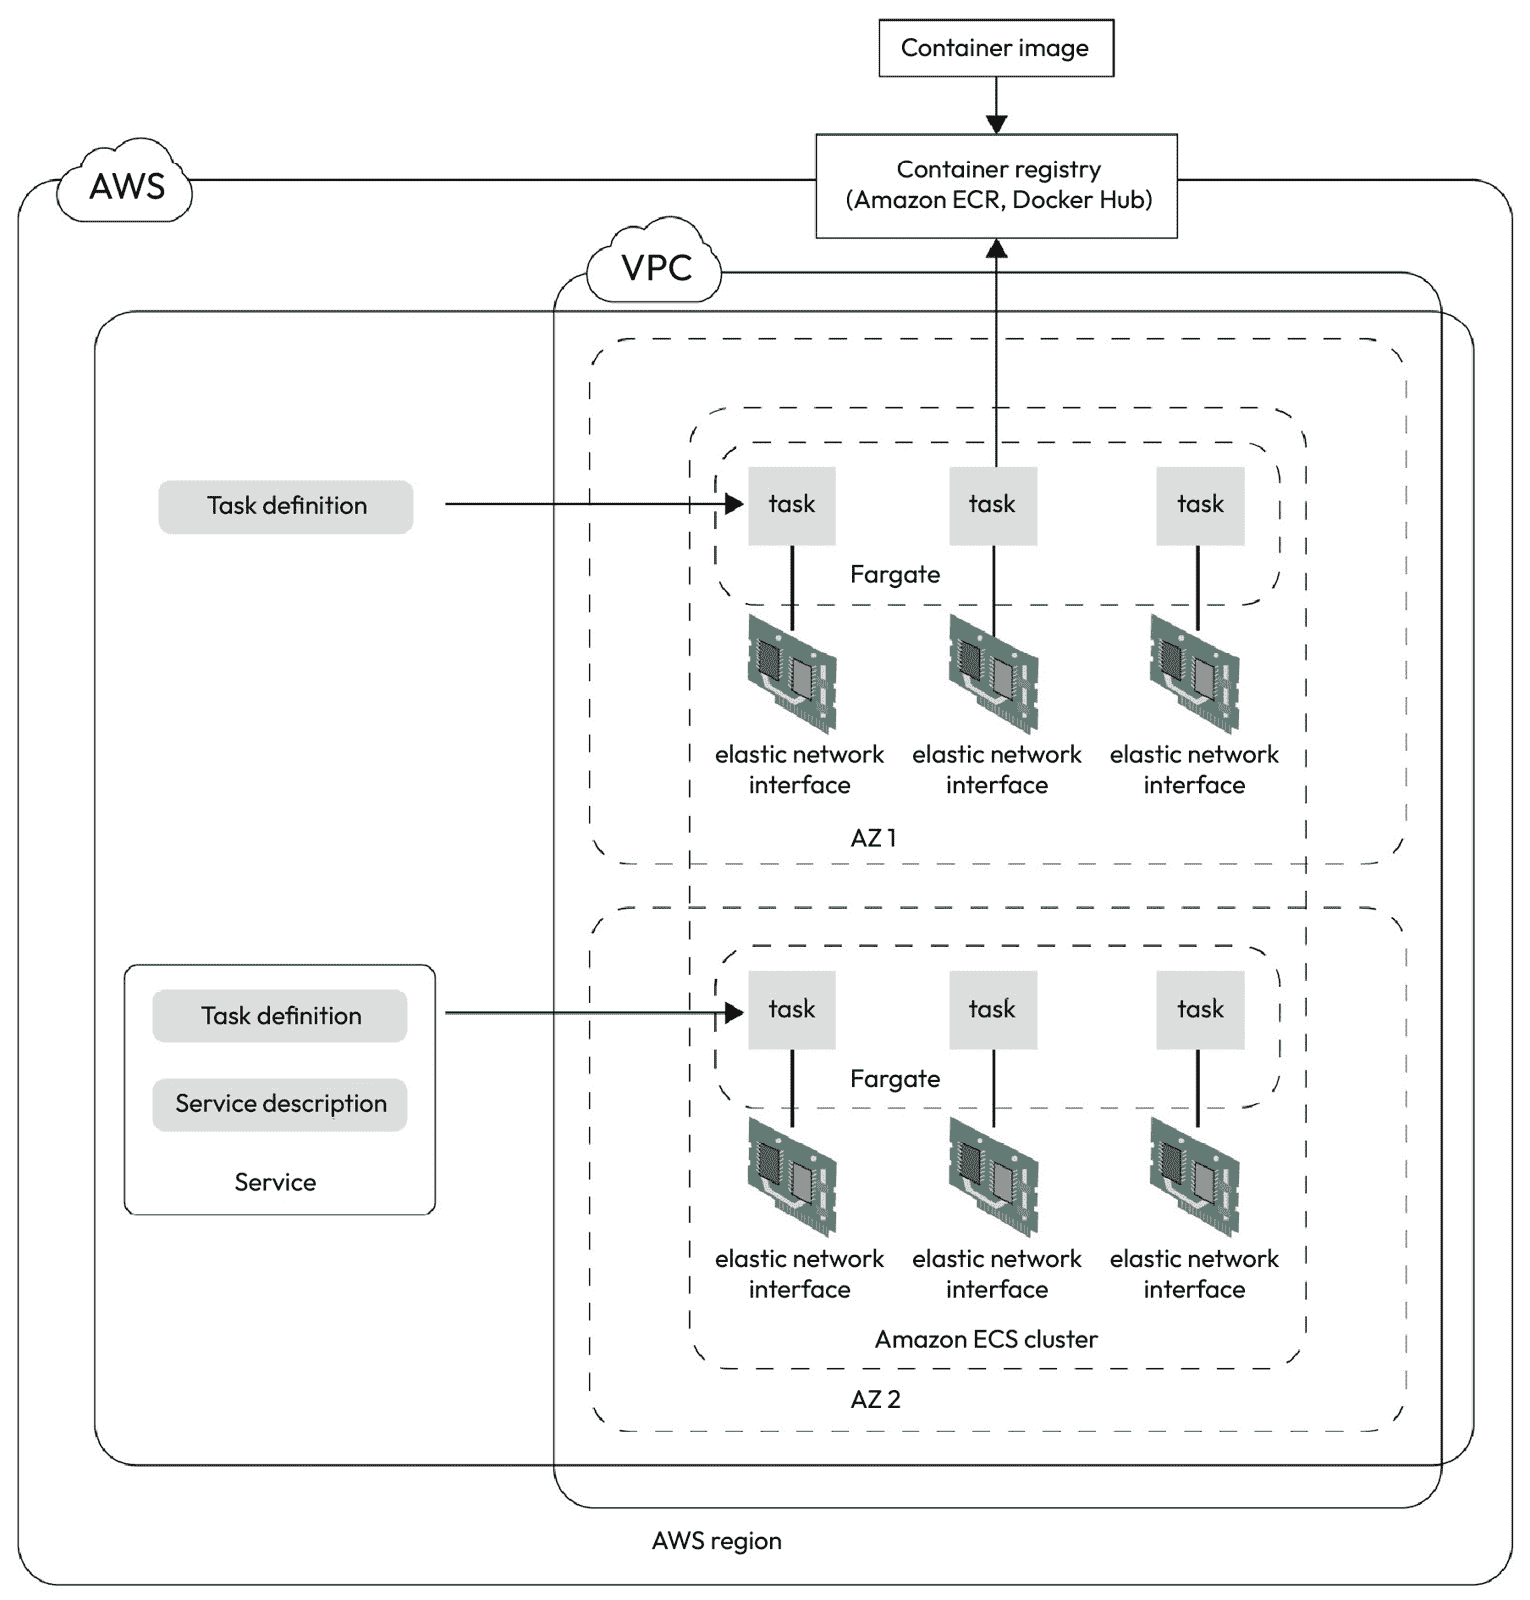 Container image
Container registry
(Amazon ECR, Docker Hub)
AWS
VPC
Task definition
task
task
task
Fargate
elastic network
interface
elastic network
interface
elastic network
interface
AZ 1
Task definition
Service description
Service
task
task
task
Fargate
elastic network
interface
elastic network
interface
elastic network
interface
Amazon ECS cluster
AZ 2
AWS region